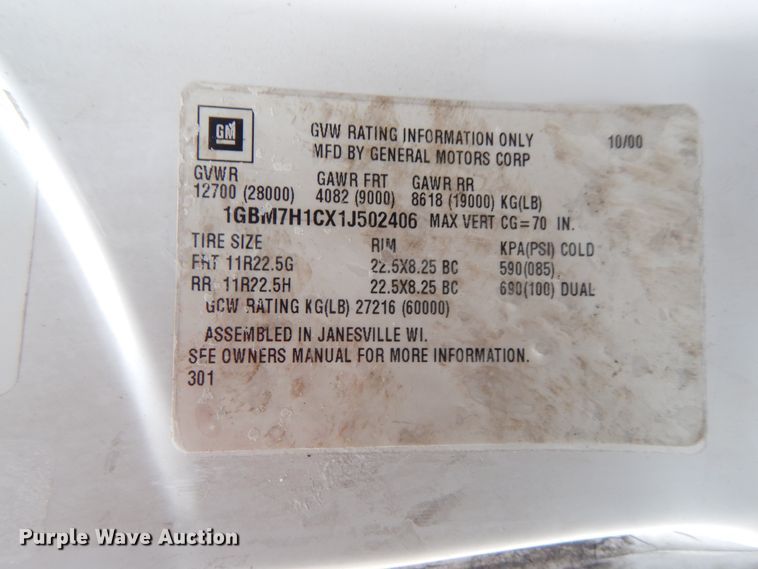 GM
GVW RATING INFORMATION ONLY 10/00
MFD BY GENERAL MOTORS CORP
GVWR GAWR FRT GAWR RR
12700 (28000) 4082 (9000) 8618 (19000) KG(LB)
1GBM7H1CX1J502406 MAX VERT CG=70 IN.
TIRE SIZE RIM KPA(PSI) COLD
FRT 11R22.5G 22.5X8.25 BC 590(085)
RR 11R22.5H 22.5X8.25 BC 690(100) DUAL
GCW RATING KG(LB) 27216 (60000)
ASSEMBLED IN JANESVILLE WI.
SEE OWNERS MANUAL FOR MORE INFORMATION.
301
Purple Wave Auction